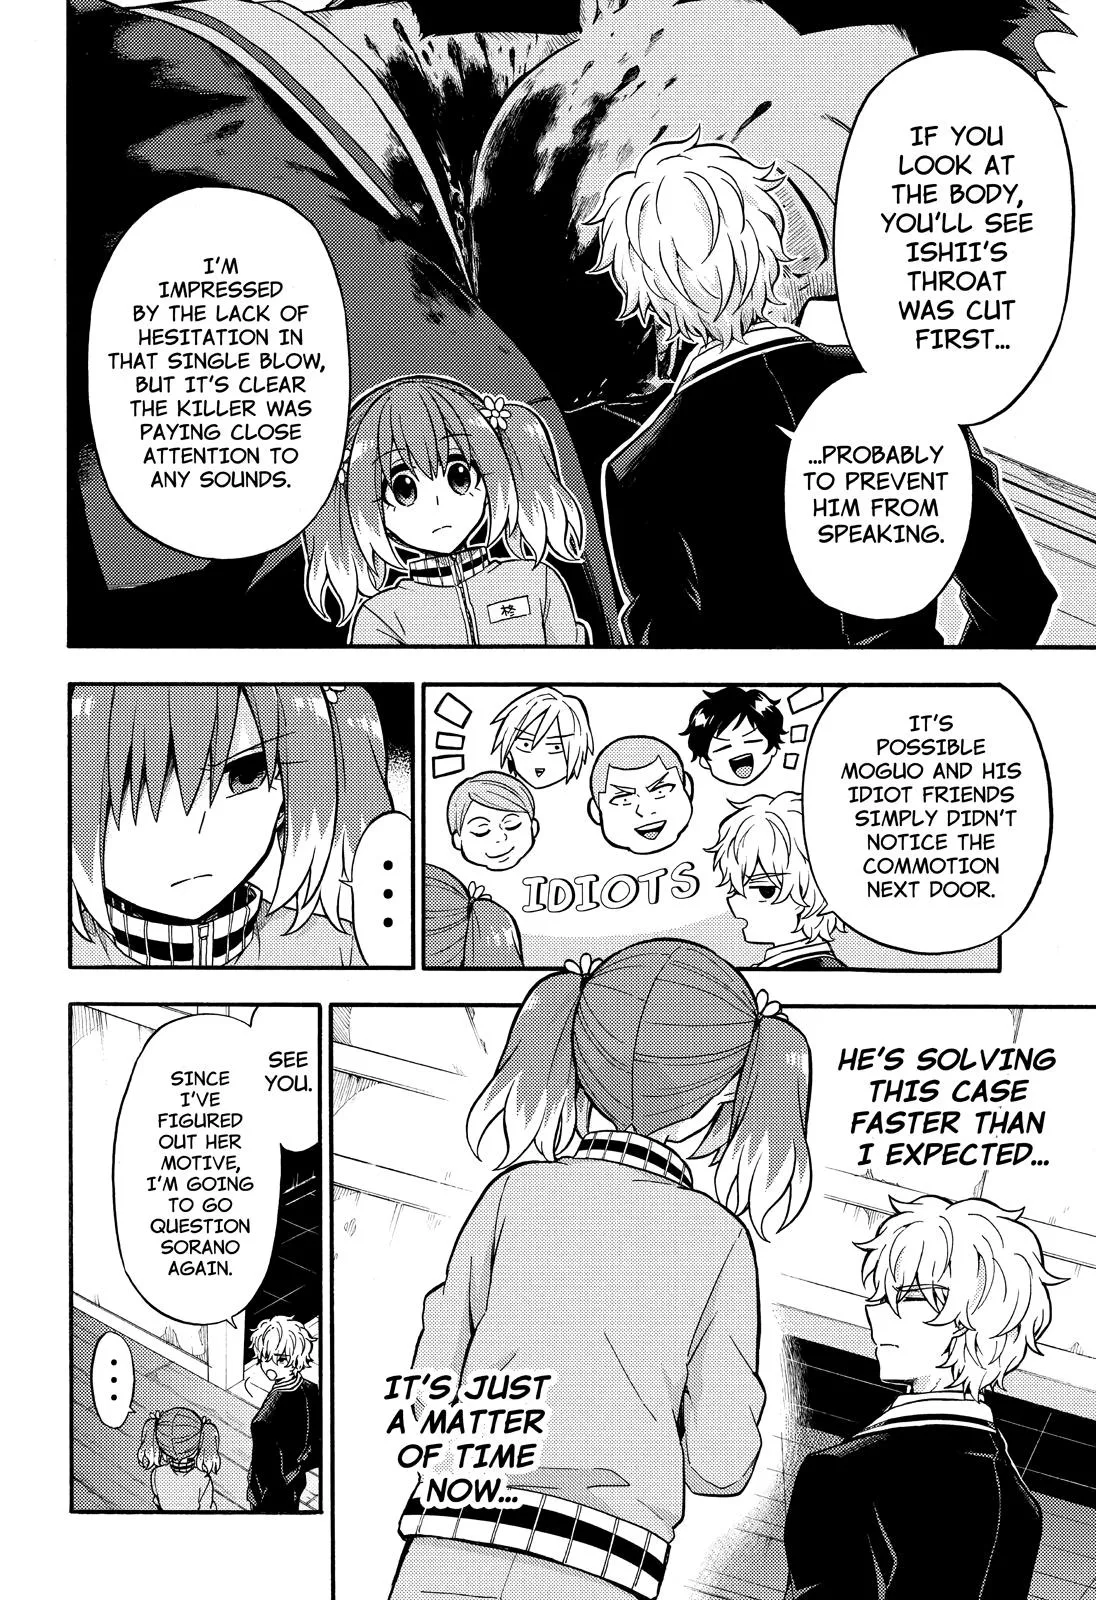 IF YOU
LOOK AT
THE BODY,
YOU'LL SEE
ISHII'S
THROAT
WAS CUT
FIRST...
...PROBABLY
TO PREVENT
HIM FROM
SPEAKING.
I'M
IMPRESSED
BY THE LACK OF
HESITATION IN
THAT SINGLE BLOW,
BUT IT'S CLEAR
THE KILLER WAS
PAYING CLOSE
ATTENTION TO
ANY SOUNDS.
柊
IT'S
POSSIBLE
MOGUO AND HIS
IDIOT FRIENDS
SIMPLY DIDN'T
NOTICE THE
COMMOTION
NEXT DOOR.
IDIOTS
...
HE'S SOLVING
THIS CASE
FASTER THAN
I EXPECTED...
IT'S JUST
A MATTER
OF TIME
NOW...
SEE
YOU.
SINCE
I'VE
FIGURED
OUT HER
MOTIVE,
I'M GOING
TO GO
QUESTION
SORANO
AGAIN.
...